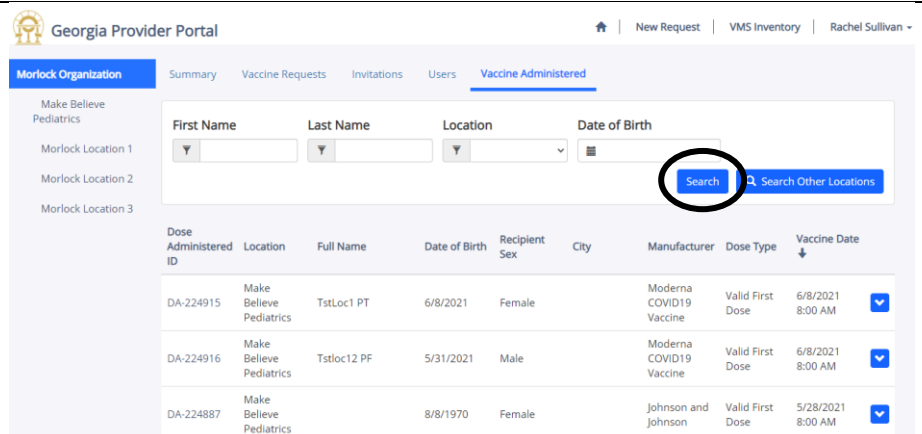 Georgia Provider Portal
New Request
VMS Inventory
Rachel Sullivan
Morlock Organization
Make Believe
Pediatrics
Morlock Location 1
Morlock Location 2
Morlock Location 3
Summary Vaccine Requests Invitations Users Vaccine Administered
First Name Last Name Location Date of Birth
Search Search Other Locations
Dose
Administered
ID
Location
Full Name
Date of Birth
Recipient
Sex
City
Manufacturer
Dose Type
Vaccine Date
DA-224915
Make
Believe
Pediatrics
TstLoc1 PT
6/8/2021
Female
Moderna
COVID19
Vaccine
Valid First
Dose
6/8/2021
8:00 AM
DA-224916
Make
Believe
Pediatrics
Tstloc12 PF
5/31/2021
Male
Moderna
COVID19
Vaccine
Valid First
Dose
6/8/2021
8:00 AM
DA-224887
Make
Believe
Pediatrics
8/8/1970
Female
Johnson and
Johnson
Valid First
Dose
5/28/2021
8:00 AM